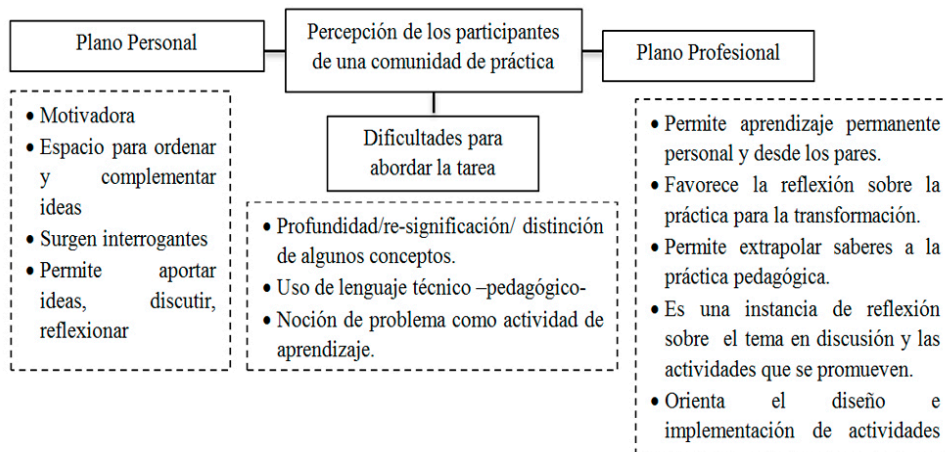 Plano Personal
Percepción de los participantes
de una comunidad de práctica
Plano Profesional
• Motivadora
• Espacio para ordenar
y complementar
ideas
• Surgen interrogantes
• Permite aportar
ideas, discutir,
reflexionar
Dificultades para
abordar la tarea
• Profundidad/re-significación/ distinción
de algunos conceptos.
• Uso de lenguaje técnico –pedagógico-
• Noción de problema como actividad de
aprendizaje.
• Permite aprendizaje permanente
personal y desde los pares.
• Favorece la reflexión sobre la
práctica para la transformación.
• Permite extrapolar saberes a la
práctica pedagógica.
• Es una instancia de reflexión
sobre el tema en discusión y las
actividades que se promueven.
• Orienta el diseño e
implementación de actividades